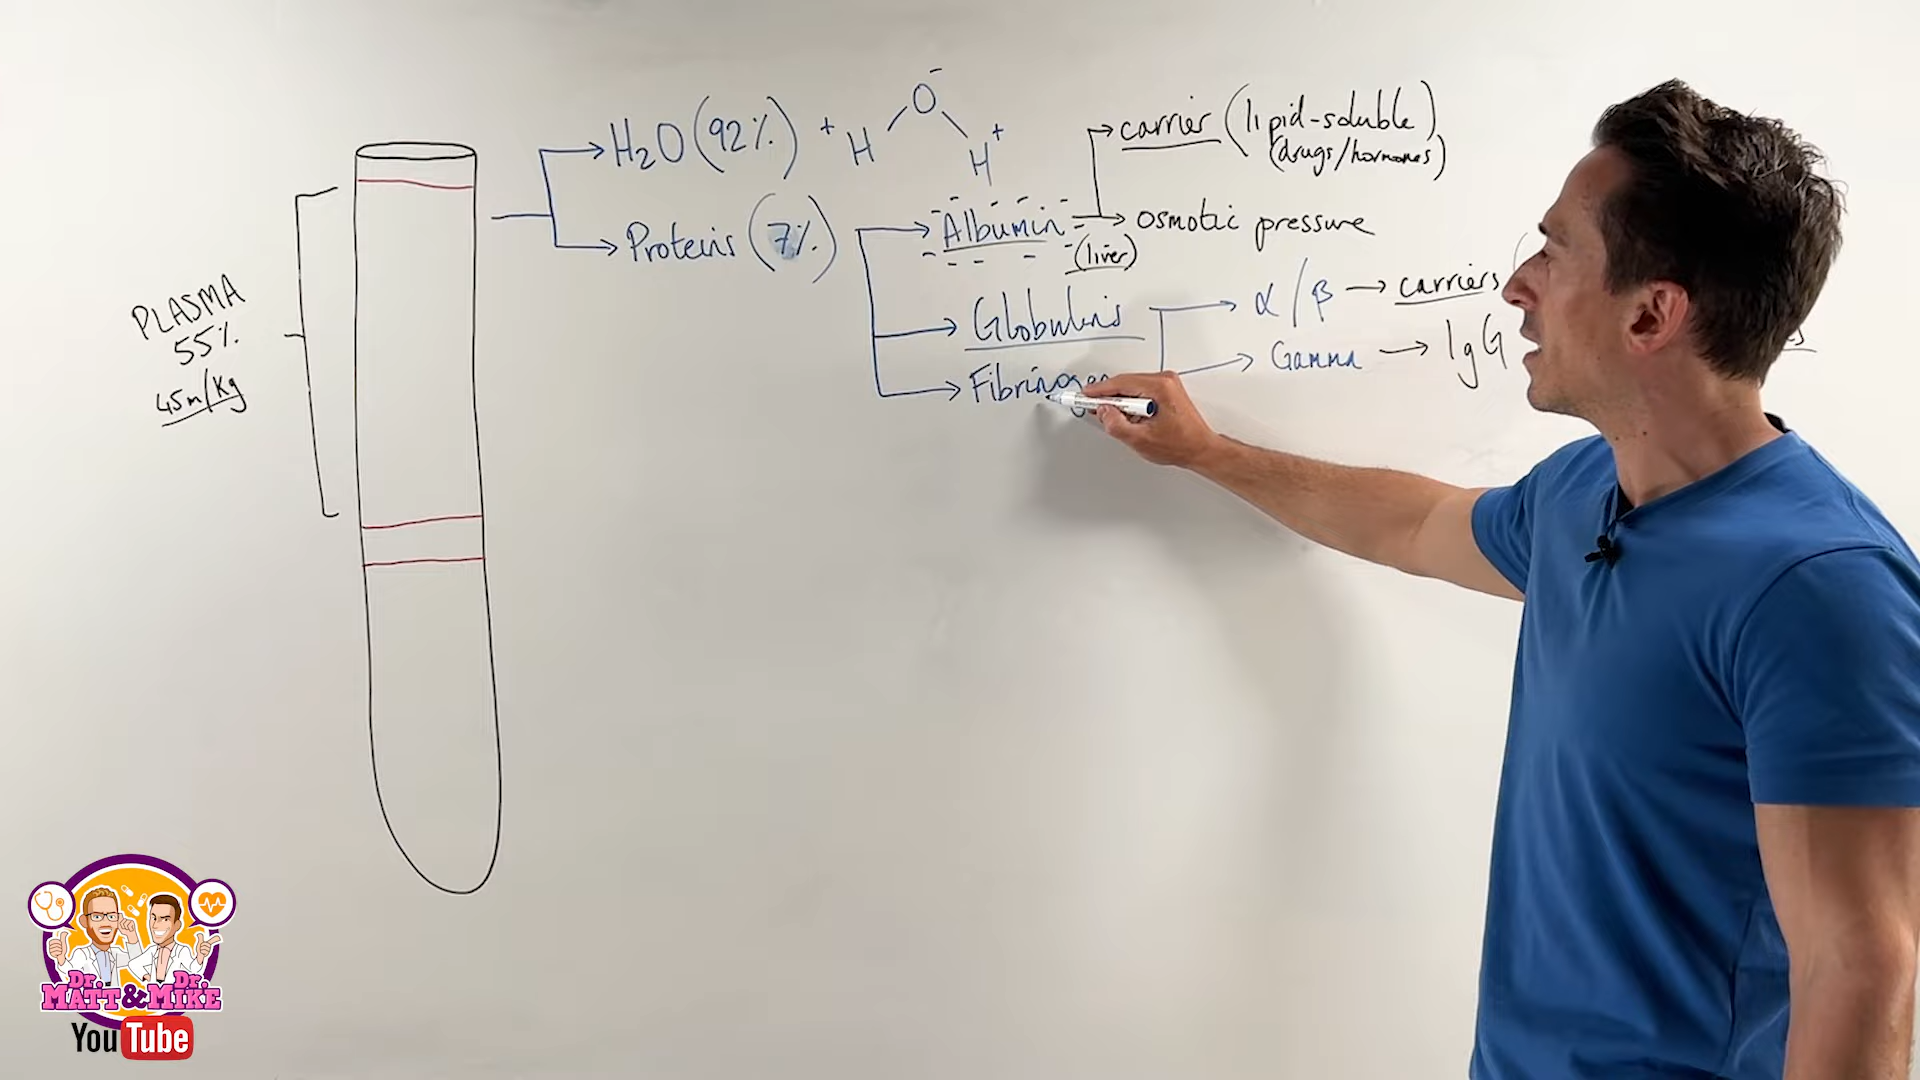 H₂O (92%)
+ H O⁻ H⁺
carrier (lipid-soluble)
(drugs/hormones)
Proteins (7%)
Albumin
(liver)
osmotic pressure
Globulins
α/β → carriers
Gamma → IgG
Fibrinogen
PLASMA
55%
45m/Kg
Dr. Dr.
MATT & MIKE
YouTube